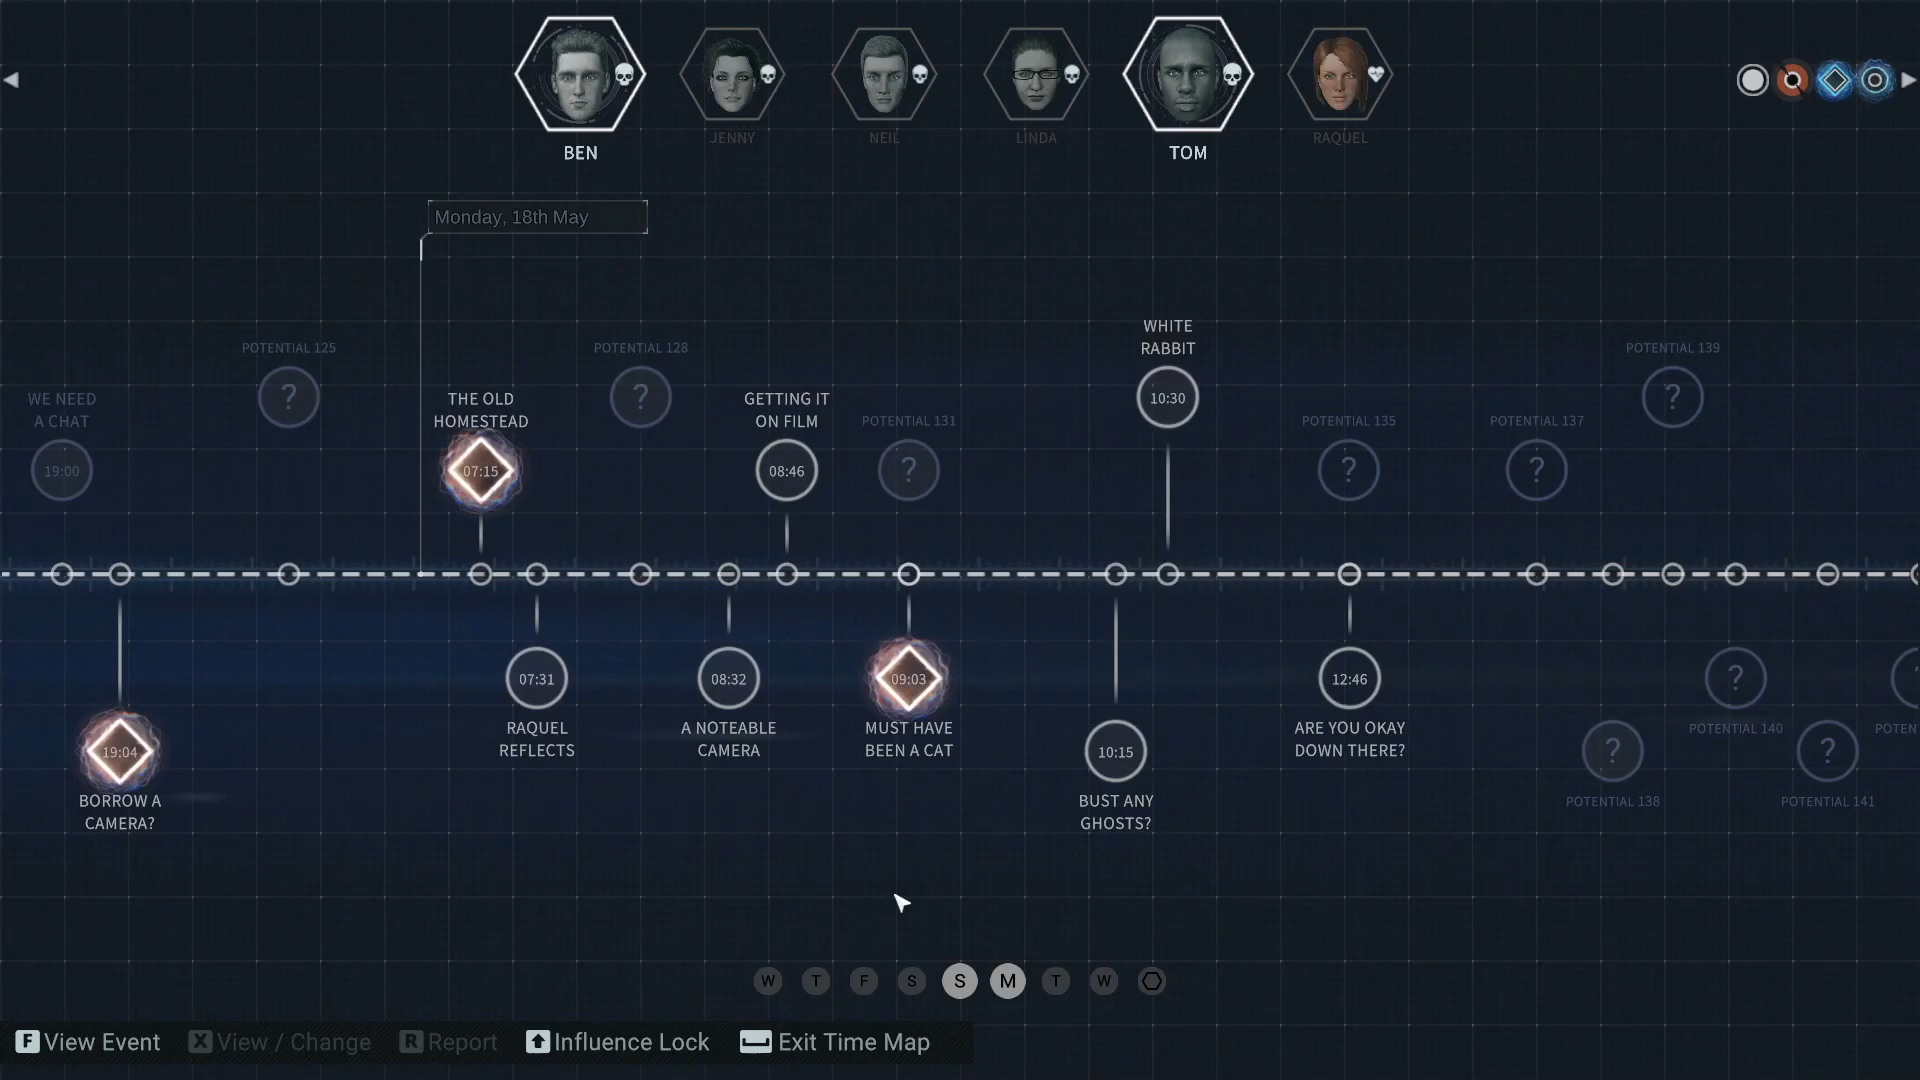 BEN
JENNY
NEIL
LINDA
TOM
RAQUEL
Monday, 18th May
WHITE
RABBIT
10:30
POTENTIAL 125
?
POTENTIAL 128
?
POTENTIAL 139
?
WE NEED
A CHAT
19:00
THE OLD
HOMESTEAD
07:15
GETTING IT
ON FILM
08:46
POTENTIAL 131
?
POTENTIAL 135
?
POTENTIAL 137
?
07:31
RAQUEL
REFLECTS
08:32
A NOTEABLE
CAMERA
09:03
MUST HAVE
BEEN A CAT
12:46
ARE YOU OKAY
DOWN THERE?
?
POTENTIAL 140
POTEN
19:04
BORROW A
CAMERA?
10:15
BUST ANY
GHOSTS?
?
POTENTIAL 138
?
POTENTIAL 141
W T F S S M T W
F View Event X View / Change R Report Influence Lock Exit Time Map